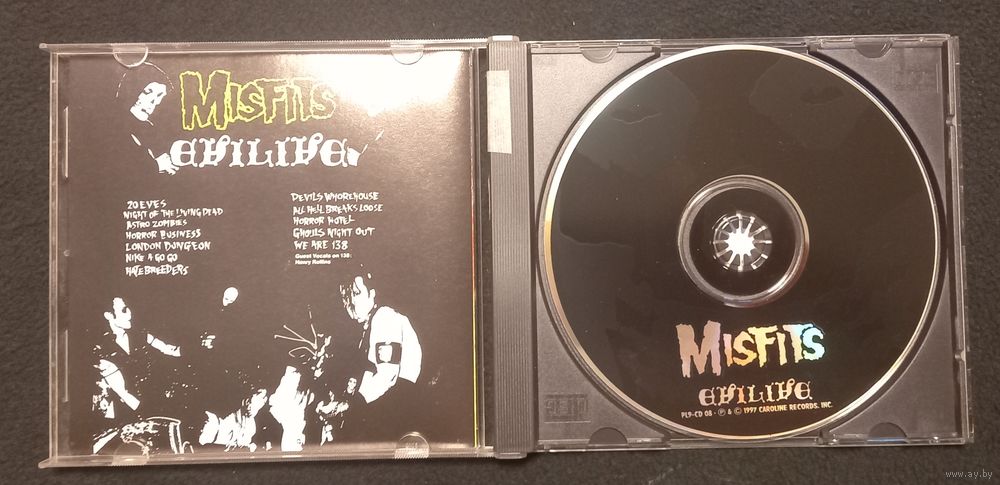 MISFITS
EVILIVE
20 EYES
NIGHT OF THE LIVING DEAD
ASTRO ZOMBIES
HORROR BUSINESS
LONDON DUNGEON
NIKE A GO GO
HATEBREEDERS
DEVILS WHOREHOUSE
ALL HELL BREAKS LOOSE
HORROR HOTEL
GHOULS NIGHT OUT
WE ARE 138
Guest Vocals on 138:
Henry Rollins
MISFITS
EVILIVE
PL9-CD 08 - ℗ & © 1997 CAROLINE RECORDS, INC.
www.ay.by